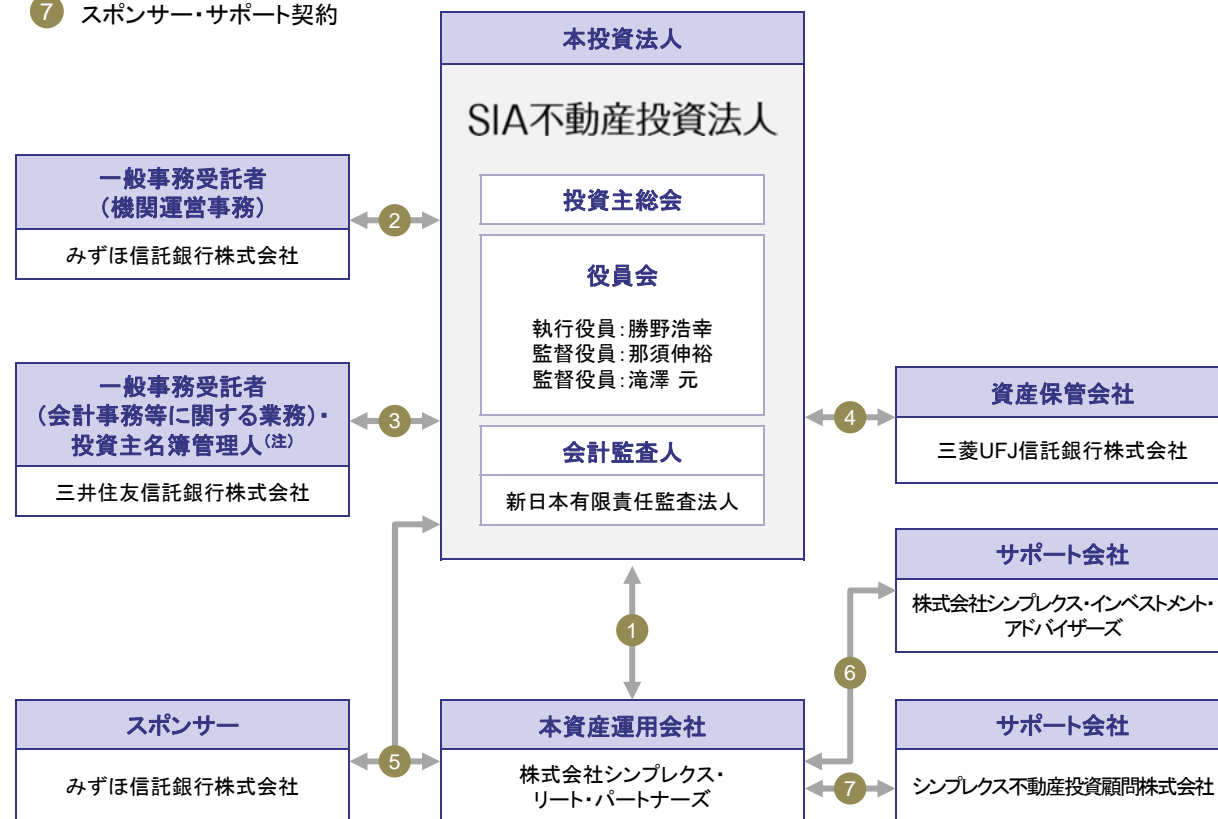 7 スポンサー・サポート契約
本投資法人
SIA不動産投資法人
投資主総会
役員会
執行役員：勝野浩幸
監督役員：那須伸裕
監督役員：滝澤 元
会計監査人
新日本有限責任監査法人
一般事務受託者
（機関運営事務）
みずほ信託銀行株式会社
2
一般事務受託者
（会計事務等に関する業務）・
投資主名簿管理人（注）
三井住友信託銀行株式会社
3
4
資産保管会社
三菱UFJ信託銀行株式会社
1
サポート会社
株式会社シンプレクス・インベストメント・
アドバイザーズ
6
スポンサー
みずほ信託銀行株式会社
5
本資産運用会社
株式会社シンプレクス・
リート・パートナーズ
7
サポート会社
シンプレクス不動産投資顧問株式会社